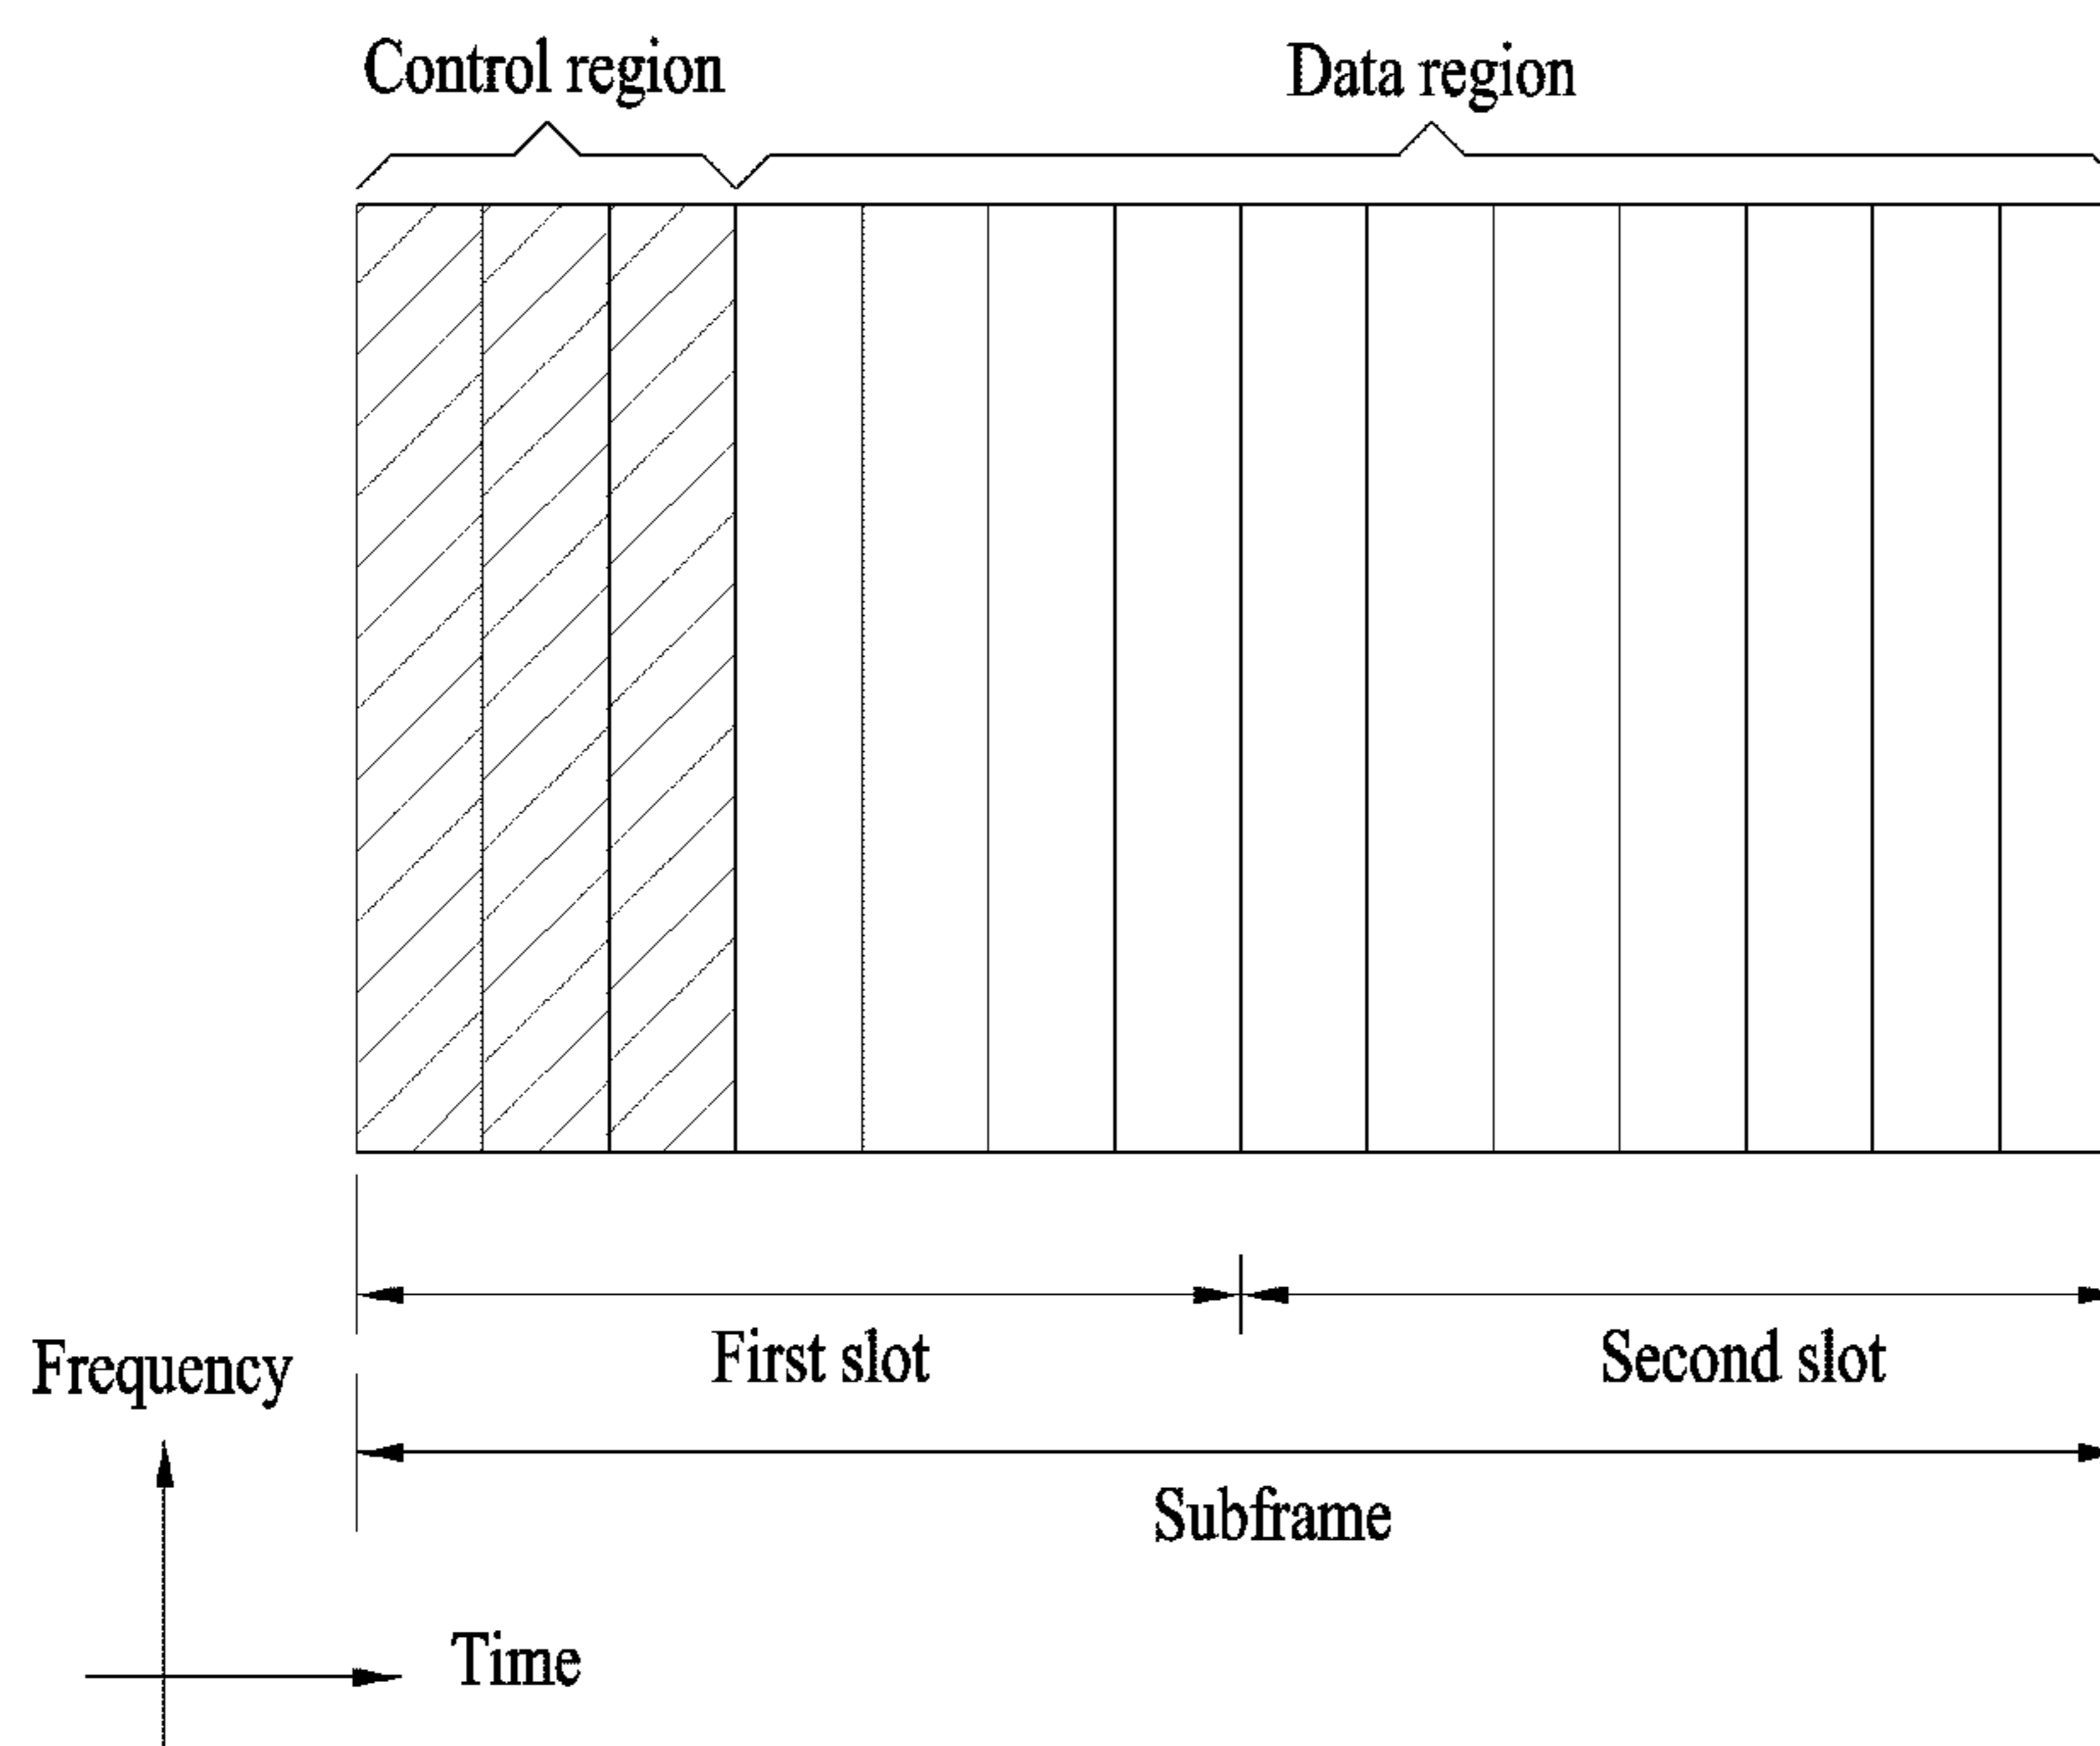 Control region
Data region
First slot
Second slot
Frequency
Subframe
Time